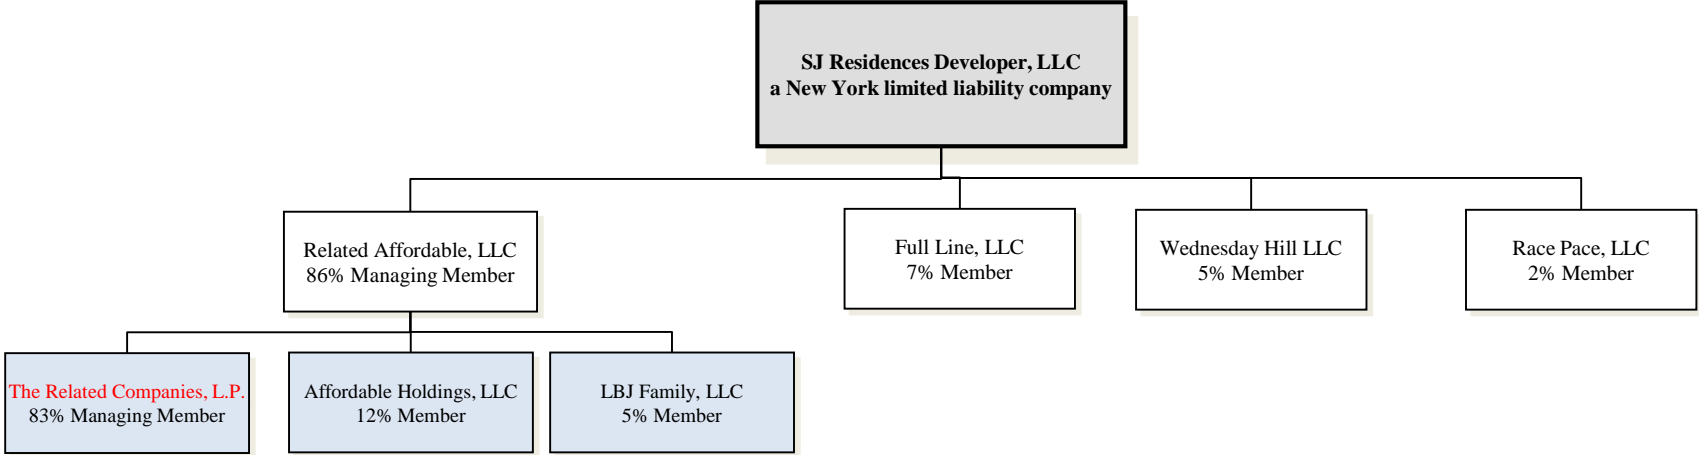 SJ Residences Developer, LLC
a New York limited liability company
Related Affordable, LLC
86% Managing Member
Full Line, LLC
7% Member
Wednesday Hill LLC
5% Member
Race Pace, LLC
2% Member
The Related Companies, L.P.
83% Managing Member
Affordable Holdings, LLC
12% Member
LBJ Family, LLC
5% Member